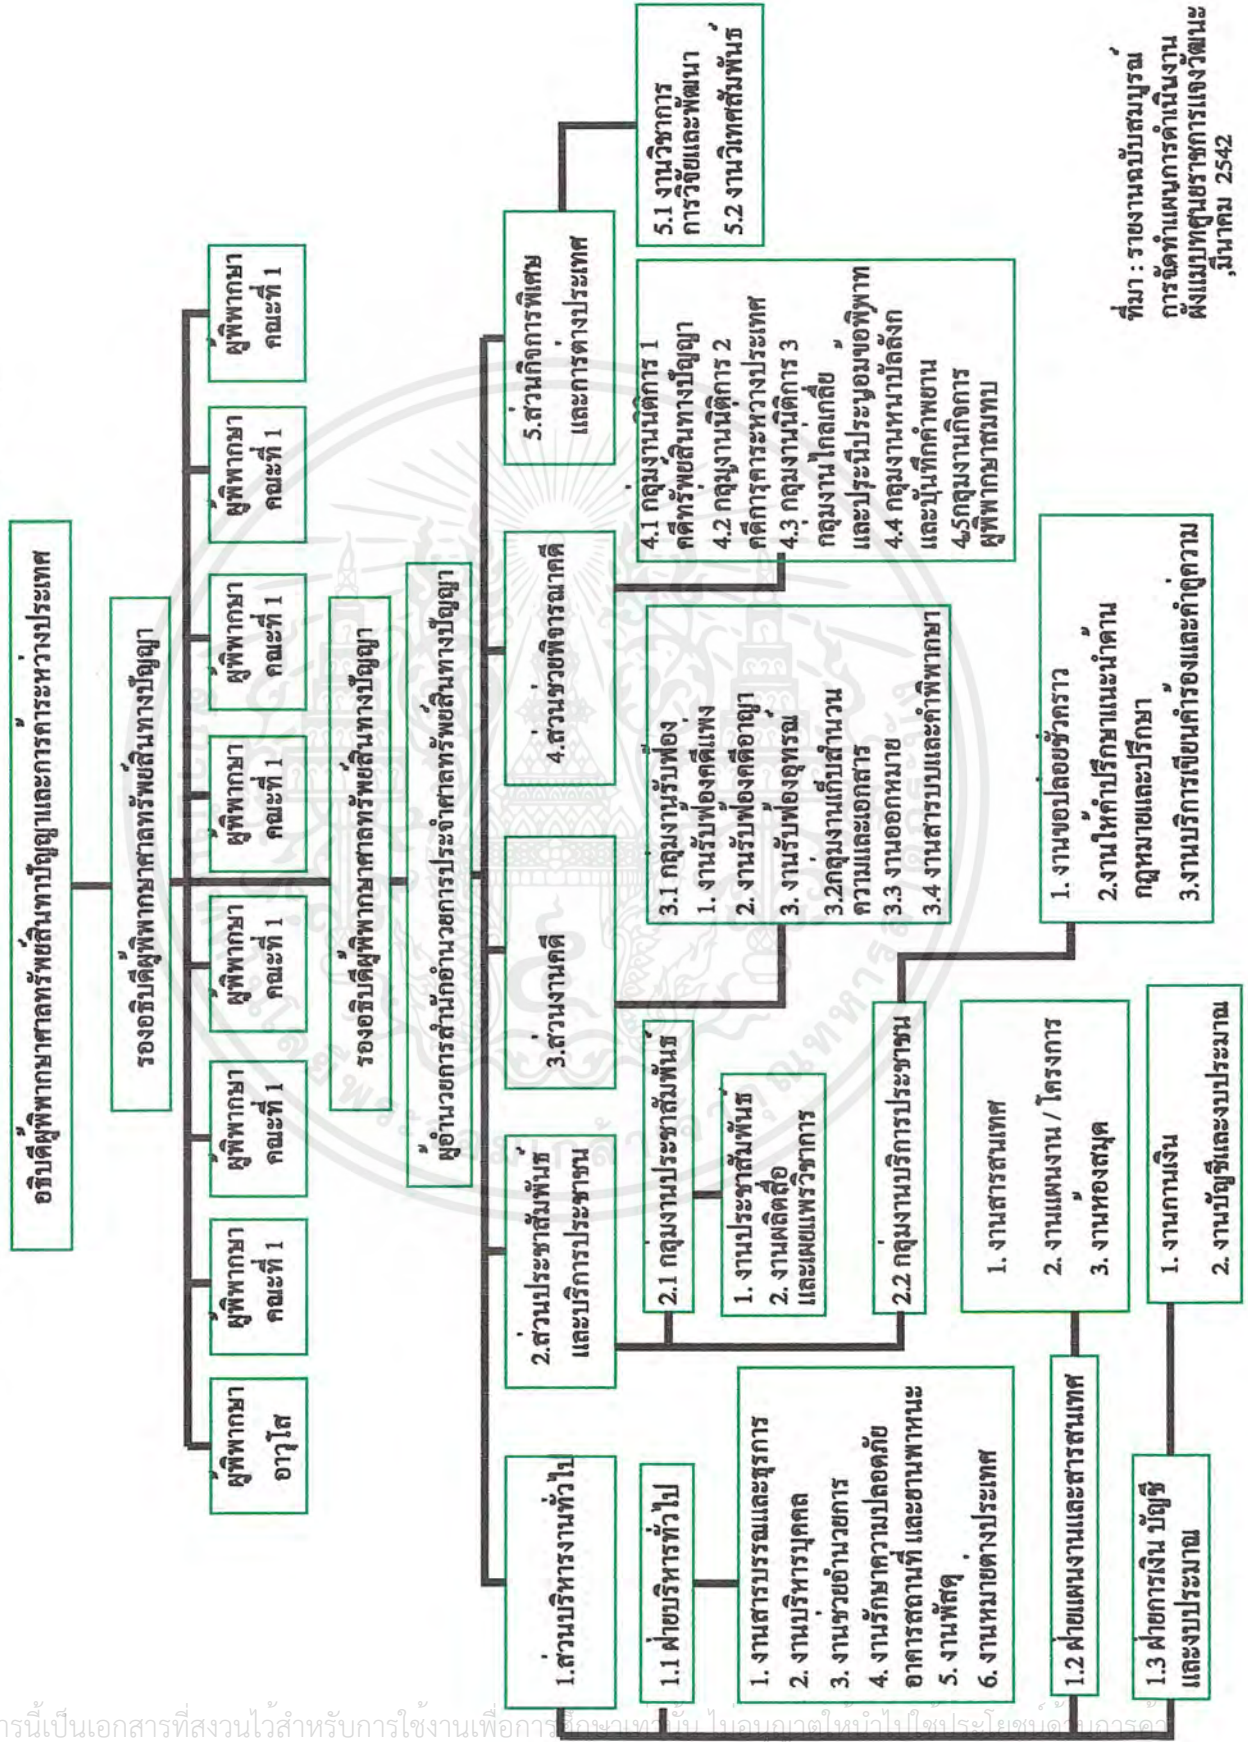 อธิบดีผู้พิพากษาศาลทรัพย์สินทาปัญญาและการค้าระหว่างประเทศ
รองอธิบดีผู้พิพากษาศาลทรัพย์สินทางปัญญา
ผู้พิพากษา
อาวุโส
ผู้พิพากษา
คณะที่ 1
ผู้พิพากษา
คณะที่ 1
ผู้พิพากษา
คณะที่ 1
ผู้พิพากษา
คณะที่ 1
ผู้พิพากษา
คณะที่ 1
ผู้พิพากษา
คณะที่ 1
ผู้พิพากษา
คณะที่ 1
รองอธิบดีผู้พิพากษาศาลทรัพย์สินทางปัญญา
ผู้อำนวยการสำนักอำนวยการประจำศาลทรัพย์สินทางปัญญา
1.ส่วนบริหารงานทั่วไป
2.ส่วนประชาสัมพันธ์
และบริการประชาชน
3.ส่วนงานคดี
4.ส่วนช่วยพิจารณาคดี
5.ส่วนกิจการพิเศษ
และการต่างประเทศ
1.1 ฝ่ายบริหารทั่วไป
1. งานสารบรรณและธุรการ
2. งานบริหารบุคคล
3. งานช่วยอำนวยการ
4. งานรักษาความปลอดภัย
อาคารสถานที่ และยานพาหนะ
5. งานพัสดุ
6. งานหมายต่างประเทศ
1.2 ฝ่ายแผนงานและสารสนเทศ
1. งานสารสนเทศ
2. งานแผนงาน / โครงการ
3. งานห้องสมุด
1.3 ฝ่ายการเงิน บัญชี
และงบประมาณ
1. งานกานเงิน
2. งานบัญชีและงบประมาณ
2.1 กลุ่มงานประชาสัมพันธ์
1. งานประชาสัมพันธ์
2. งานผลิตสื่อ
และเผยแพร่วิชาการ
2.2 กลุ่มงานบริการประชาชน
1. งานขอปล่อยชั่วคราว
2.งานให้คำปรึกษาแนะนำด้าน
กฎหมายและปรึกษา
3.งานบริการเขียนคำร้องและคำคู่ความ
3.1 กลุ่มงานรับฟ้อง
1. งานรับฟ้องคดีแพ่ง
2. งานรับฟ้องคดีอาญา
3. งานรับฟ้องอุทธรณ์
3.2กลุ่มงานเก็บสำนวน
ความและเอกสาร
3.3 งานออกหมาย
3.4 งานสารบบและคำพิพากษา
4.1 กลุ่มงานนิติการ 1
คดีทรัพย์สินทางปัญญา
4.2 กลุ่มงานนิติการ 2
คดีการค้าระหว่างประเทศ
4.3 กลุ่มงานนิติการ 3
กลุ่มงานไกล่เกลี่ย
และประนีประนอมข้อพิพาท
4.4 กลุ่มงานหน้าบัลลังก์
และบันทึกคำพยาน
4.5กลุ่มงานกิจการ
ผู้พิพากษาสมทบ
5.1 งานวิชาการ
การวิจัยและพัฒนา
5.2 งานวิเทศสัมพันธ์
ที่มา : รายงานฉบับสมบูรณ์
การจัดทำแผนการดำเนินงาน
ผังแม่บทศูนย์ราชการแจ้งวัฒนะ
,มีนาคม 2542